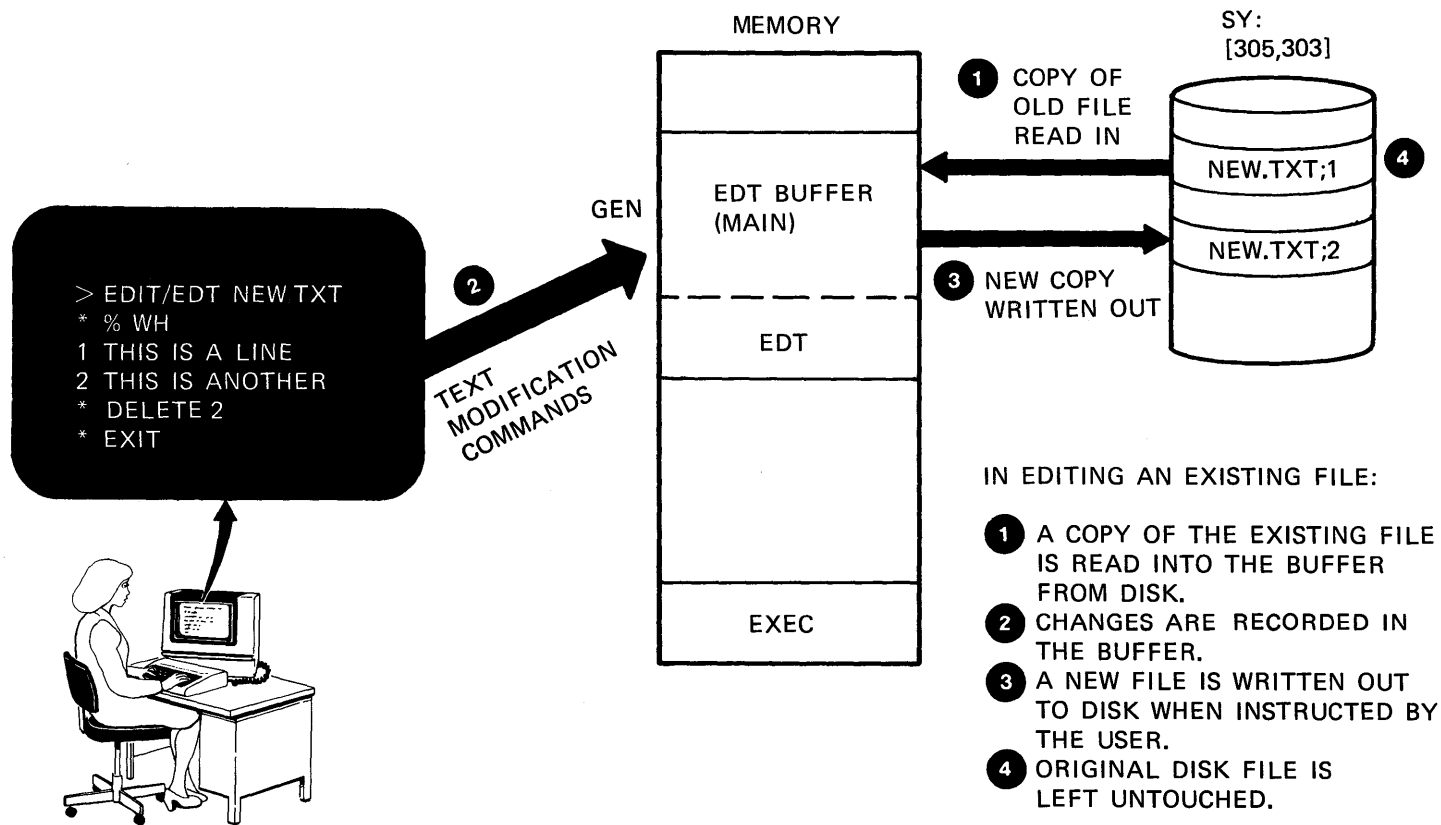 MEMORY
SY:
[305,303]
1 COPY OF
OLD FILE
READ IN
NEW.TXT;1
4
GEN
EDT BUFFER
(MAIN)
NEW.TXT;2
3 NEW COPY
WRITTEN OUT
EDT
EXEC
> EDIT/EDT NEW TXT
* % WH
1 THIS IS A LINE
2 THIS IS ANOTHER
* DELETE 2
* EXIT
2
TEXT
MODIFICATION
COMMANDS
IN EDITING AN EXISTING FILE:
1 A COPY OF THE EXISTING FILE
IS READ INTO THE BUFFER
FROM DISK.
2 CHANGES ARE RECORDED IN
THE BUFFER.
3 A NEW FILE IS WRITTEN OUT
TO DISK WHEN INSTRUCTED BY
THE USER.
4 ORIGINAL DISK FILE IS
LEFT UNTOUCHED.